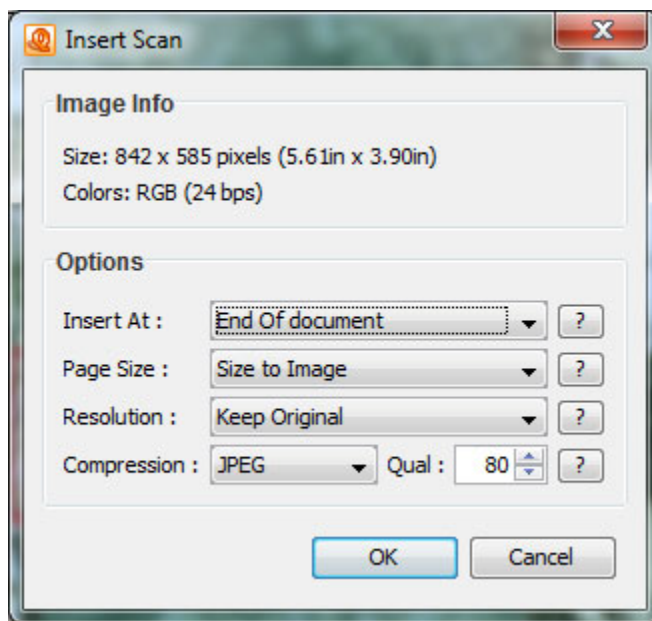 Insert Scan
Image Info
Size: 842 x 585 pixels (5.61in x 3.90in)
Colors: RGB (24 bps)
Options
Insert At : End Of document ?
Page Size : Size to Image ?
Resolution : Keep Original ?
Compression : JPEG Qual : 80 ?
OK Cancel